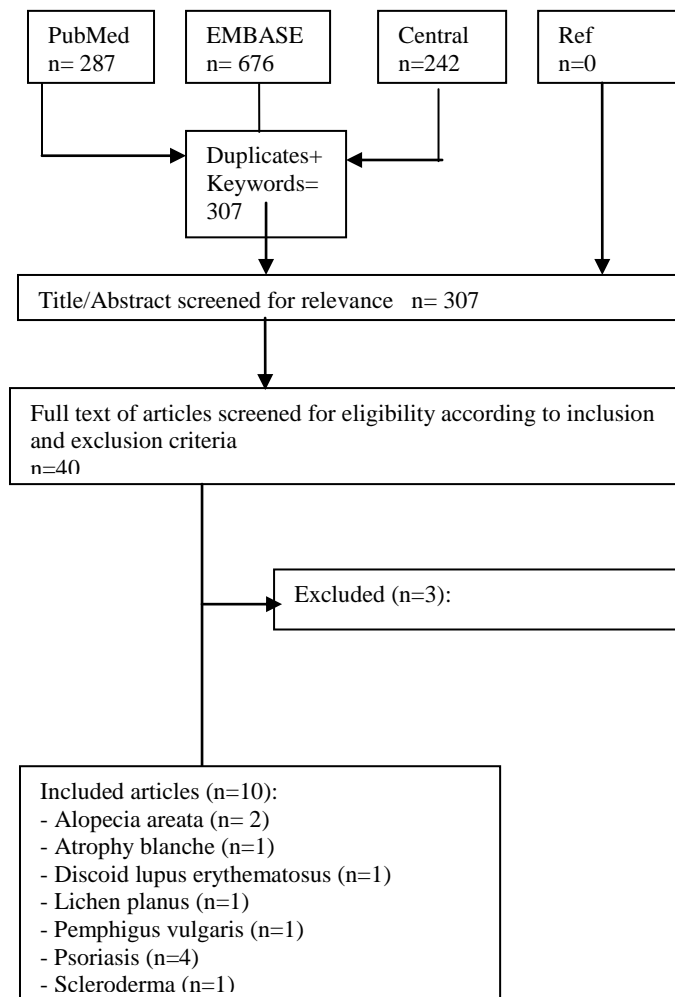 PubMed
n= 287
EMBASE
n= 676
Central
n=242
Ref
n=0
Duplicates+
Keywords=
307
Title/Abstract screened for relevance   n= 307
Full text of articles screened for eligibility according to inclusion
and exclusion criteria
n=40
Excluded (n=3):
Included articles (n=10):
- Alopecia areata (n= 2)
- Atrophy blanche (n=1)
- Discoid lupus erythematosus (n=1)
- Lichen planus (n=1)
- Pemphigus vulgaris (n=1)
- Psoriasis (n=4)
- Scleroderma (n=1)